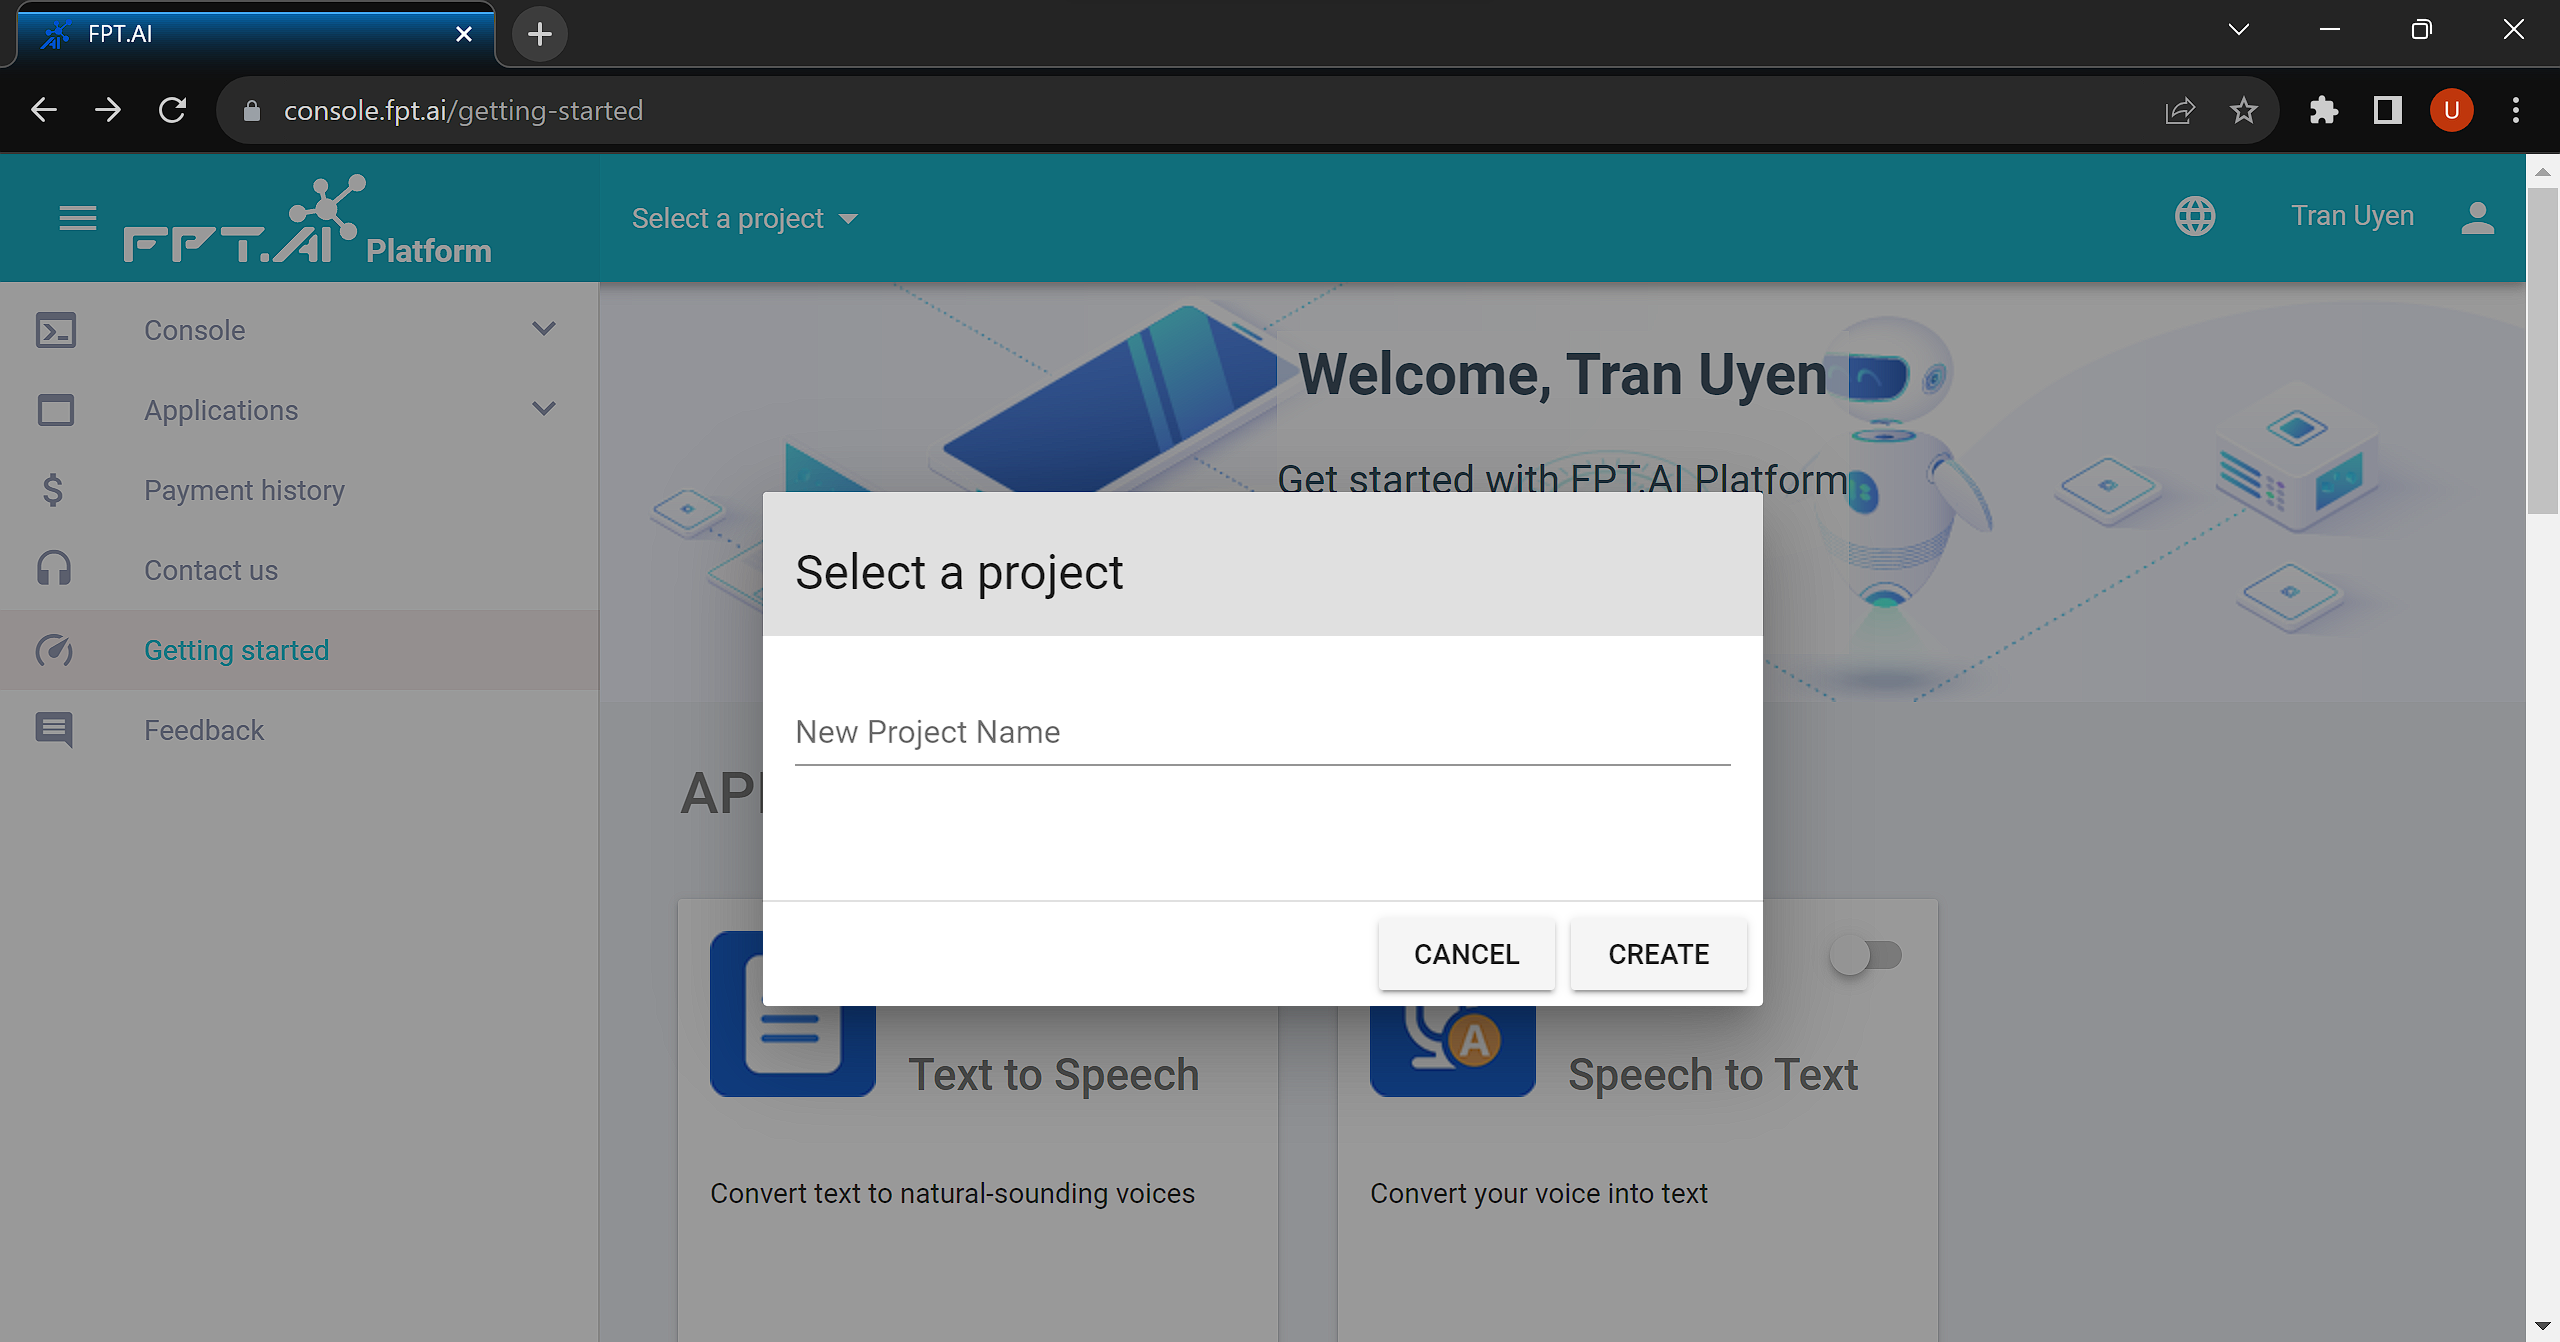 FPT.AI
console.fpt.ai/getting-started
U
FPT.AI Platform
Select a project
Tran Uyen
Console
Applications
Payment history
Contact us
Getting started
Feedback
Welcome, Tran Uyen
Get started with FPT.AI Platform
Select a project
New Project Name
CANCEL
CREATE
Text to Speech
Convert text to natural-sounding voices
A
Speech to Text
Convert your voice into text